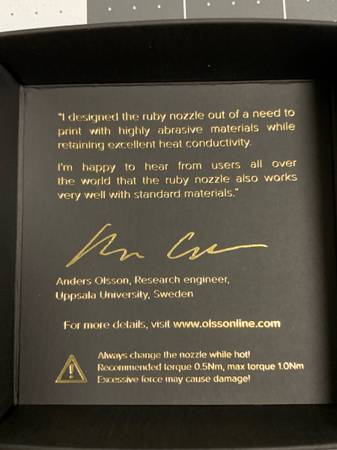 "I designed the ruby nozzle out of a need to
print with highly abrasive materials while
retaining excellent heat conductivity.
I'm happy to hear from users all over
the world that the ruby nozzle also works
very well with standard materials."
Anders Olsson, Research engineer,
Uppsala University, Sweden
For more details, visit www.olssonline.com
Always change the nozzle while hot!
Recommended torque 0.5Nm, max torque 1.0Nm
Excessive force may cause damage!